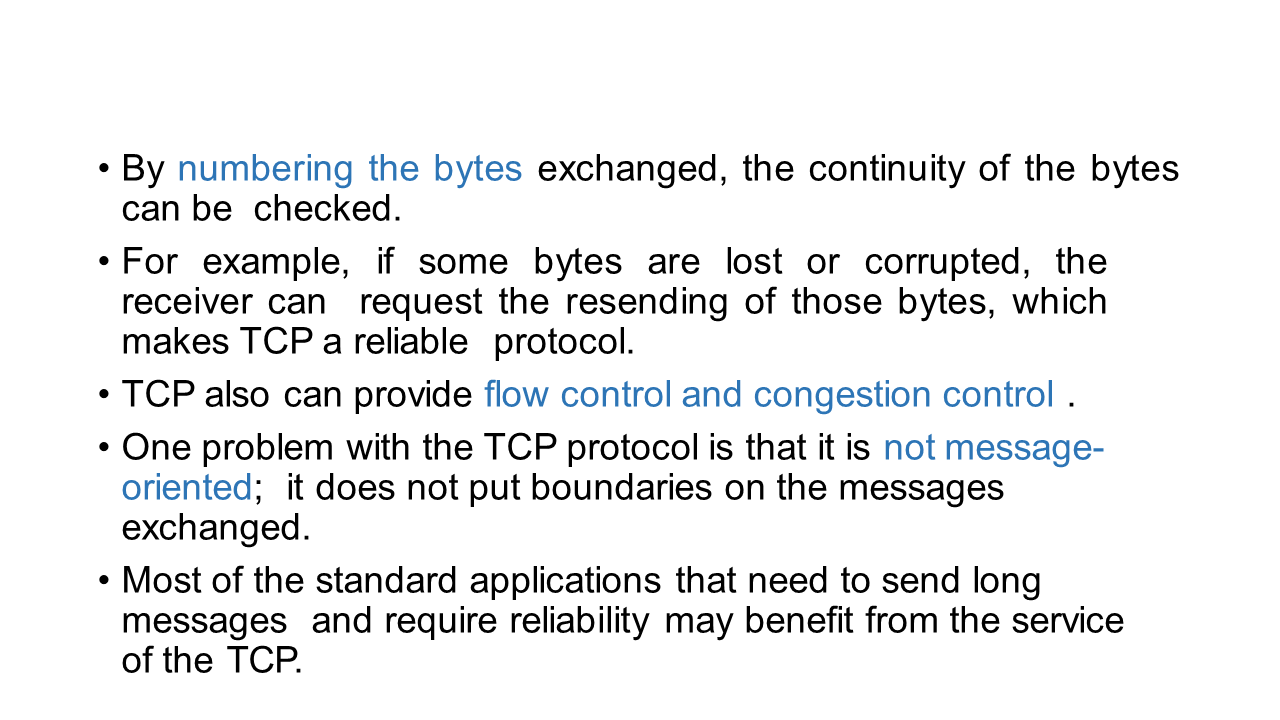 • By numbering the bytes exchanged, the continuity of the bytes
can be checked.
• For example, if some bytes are lost or corrupted, the
receiver can request the resending of those bytes, which
makes TCP a reliable protocol.
• TCP also can provide flow control and congestion control .
• One problem with the TCP protocol is that it is not message-
oriented; it does not put boundaries on the messages
exchanged.
• Most of the standard applications that need to send long
messages and require reliability may benefit from the service
of the TCP.